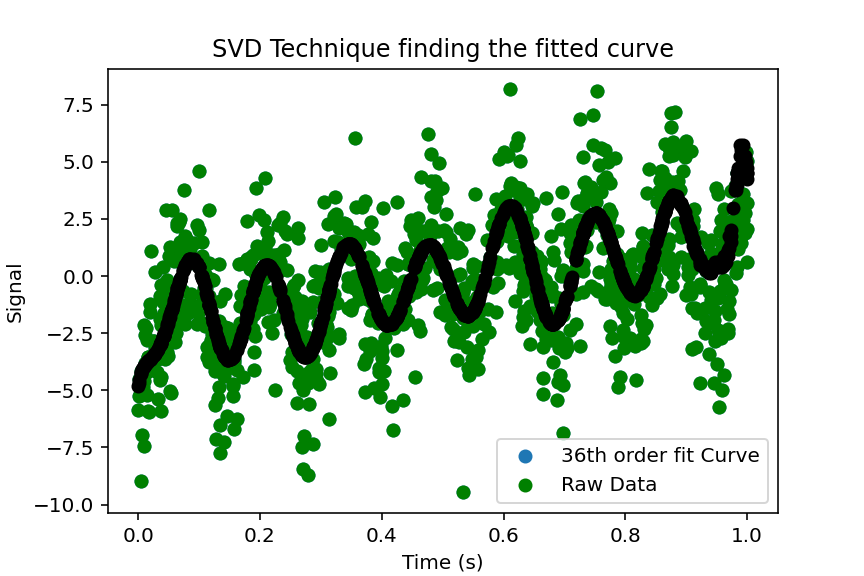 SVD Technique finding the fitted curve
7.5
5.0
2.5
0.0
−2.5
−5.0
−7.5
−10.0
Signal
36th order fit Curve
Raw Data
0.0 0.2 0.4 0.6 0.8 1.0
Time (s)